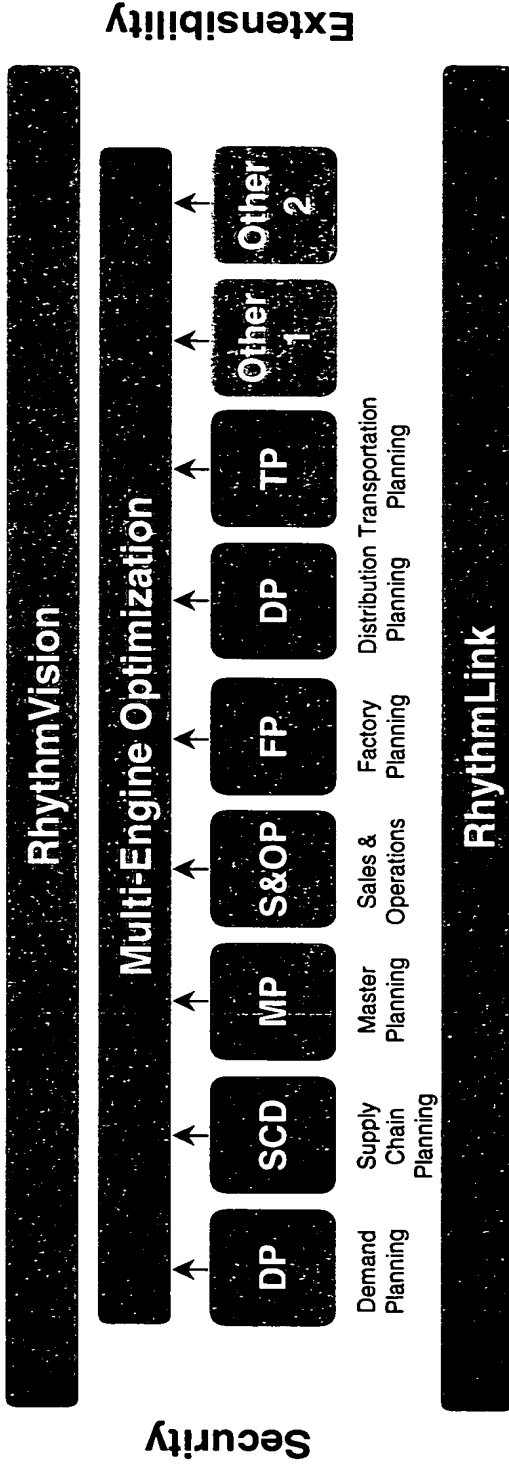 RhythmVision
Multi-Engine Optimization
DP
SCD
MP
S&OP
FP
DP
TP
Other
1
Other
2
Demand
Planning
Supply
Chain
Planning
Master
Planning
Sales &
Operations
Factory
Planning
Distribution
Planning
Transportation
Planning
RhythmLink
Security
Extensibility